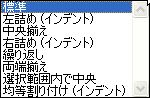 標準
左詰め (インデント)
中央揃え
右詰め (インデント)
繰り返し
両端揃え
選択範囲内で中央
均等割り付け (インデント)